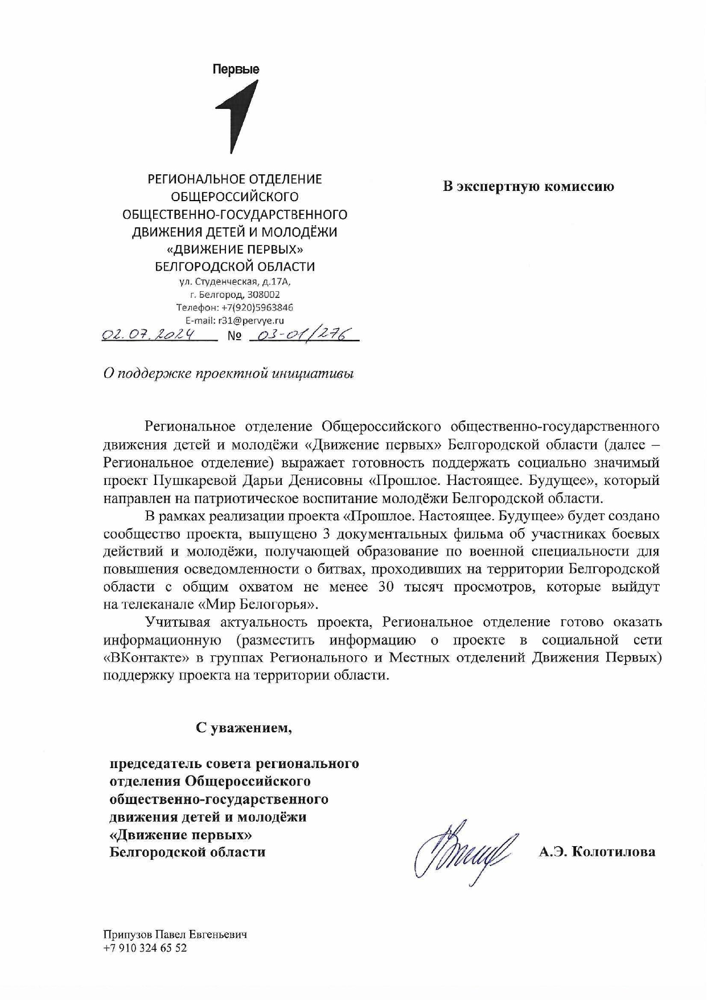 Первые
РЕГИОНАЛЬНОЕ ОТДЕЛЕНИЕ
ОБЩЕРОССИЙСКОГО
ОБЩЕСТВЕННО-ГОСУДАРСТВЕННОГО
ДВИЖЕНИЯ ДЕТЕЙ И МОЛОДЁЖИ
«ДВИЖЕНИЕ ПЕРВЫХ»
БЕЛГОРОДСКОЙ ОБЛАСТИ
ул. Студенческая, д.17А,
г. Белгород, 308002
Телефон: +7(920)5963846
E-mail: r31@pervye.ru
02.07.2024 № 03-01/276
В экспертную комиссию
О поддержке проектной инициативы
Региональное отделение Общероссийского общественно-государственного
движения детей и молодёжи «Движение первых» Белгородской области (далее –
Региональное отделение) выражает готовность поддержать социально значимый
проект Пушкаревой Дарьи Денисовны «Прошлое. Настоящее. Будущее», который
направлен на патриотическое воспитание молодёжи Белгородской области.
В рамках реализации проекта «Прошлое. Настоящее. Будущее» будет создано
сообщество проекта, выпущено 3 документальных фильма об участниках боевых
действий и молодёжи, получающей образование по военной специальности для
повышения осведомленности о битвах, проходивших на территории Белгородской
области с общим охватом не менее 30 тысяч просмотров, которые выйдут
на телеканале «Мир Белогорья».
Учитывая актуальность проекта, Региональное отделение готово оказать
информационную (разместить информацию о проекте в социальной сети
«ВКонтакте» в группах Регионального и Местных отделений Движения Первых)
поддержку проекта на территории области.
С уважением,
председатель совета регионального
отделения Общероссийского
общественно-государственного
движения детей и молодёжи
«Движение первых»
Белгородской области
А.Э. Колотилова
Припузов Павел Евгеньевич
+7 910 324 65 52